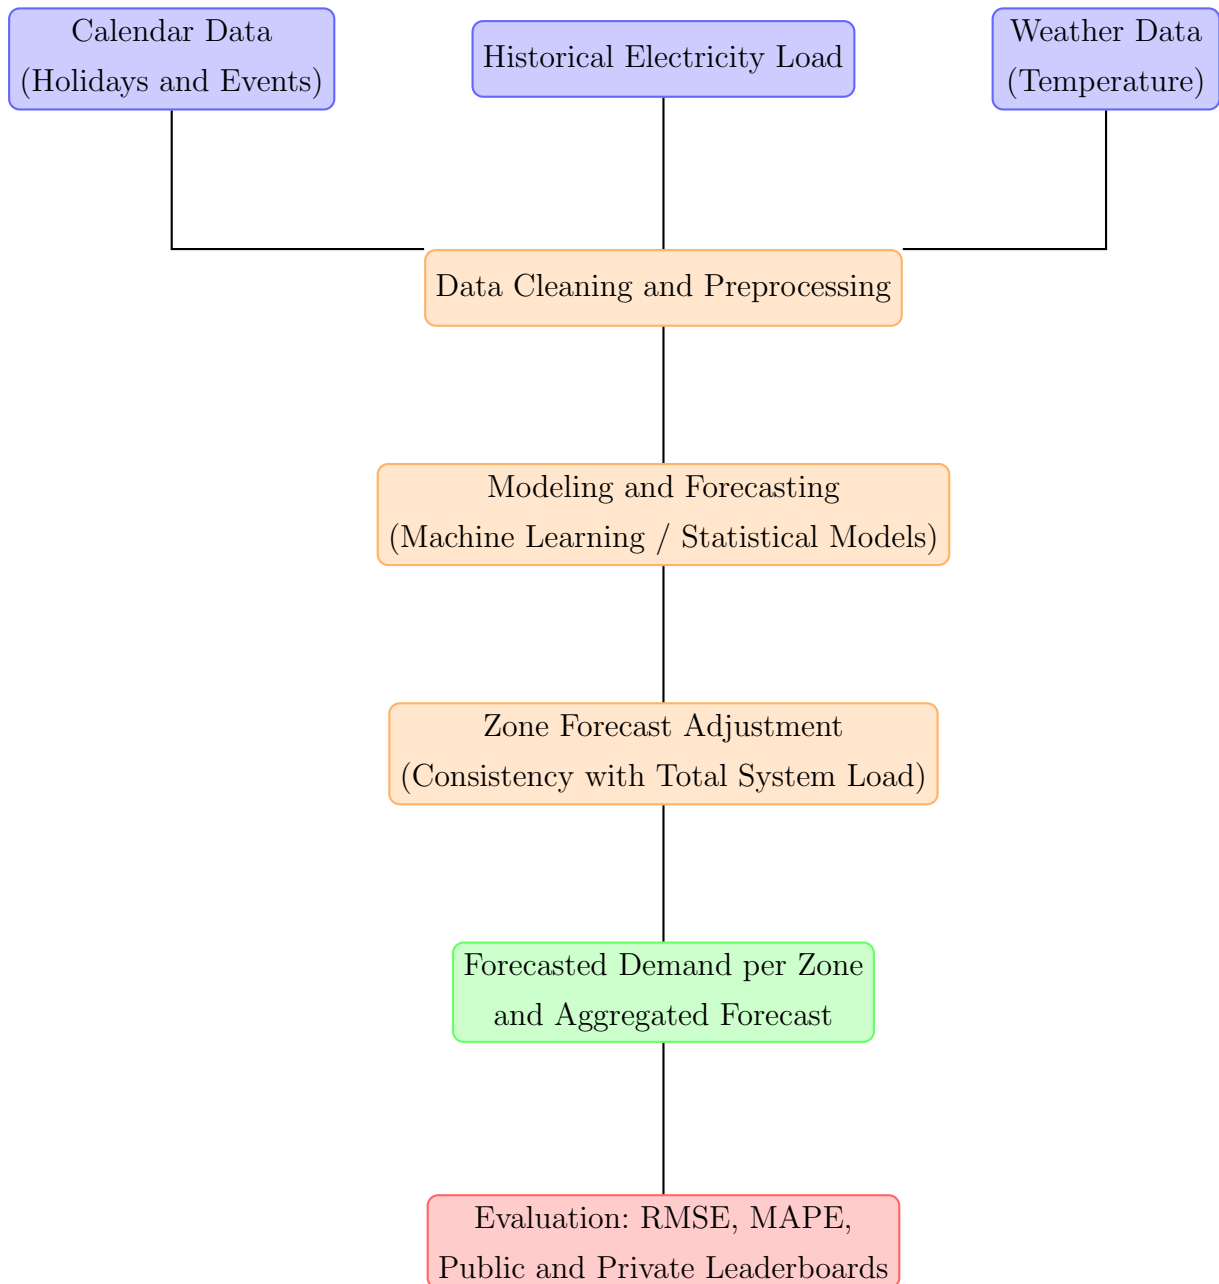 Calendar Data
(Holidays and Events)
Historical Electricity Load
Weather Data
(Temperature)
Data Cleaning and Preprocessing
Modeling and Forecasting
(Machine Learning / Statistical Models)
Zone Forecast Adjustment
(Consistency with Total System Load)
Forecasted Demand per Zone
and Aggregated Forecast
Evaluation: RMSE, MAPE,
Public and Private Leaderboards